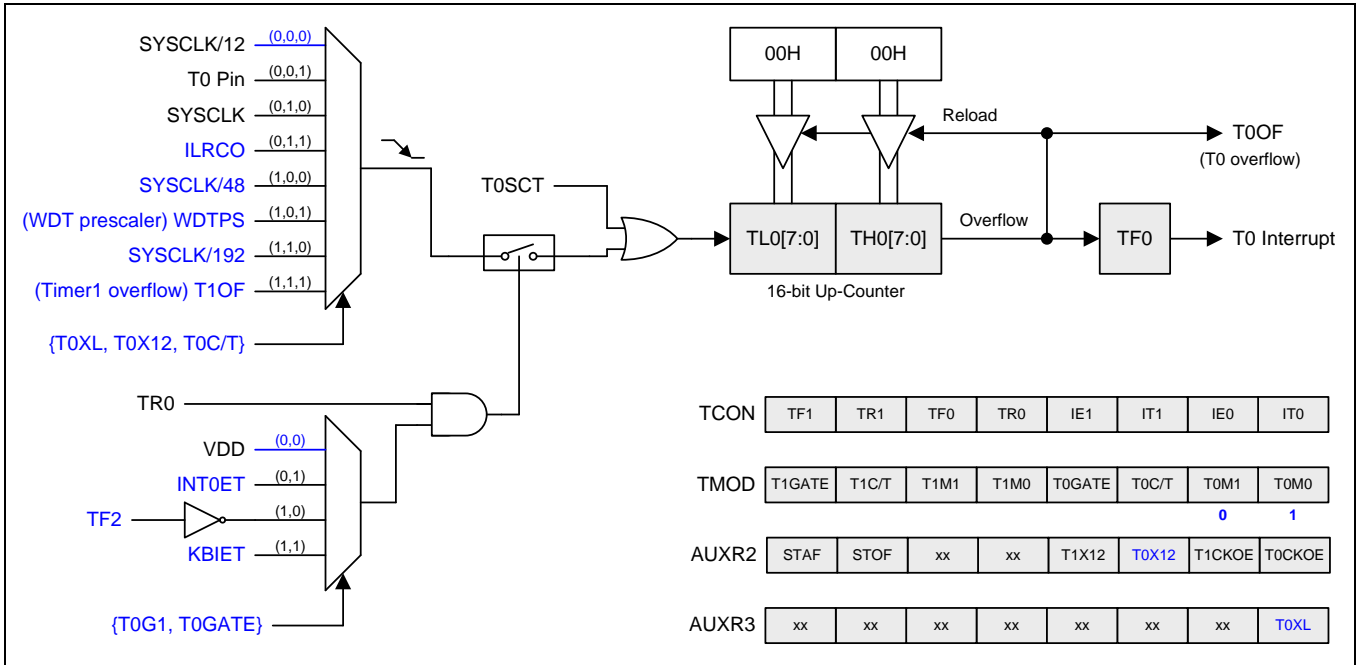 SYSCLK/12 (0,0,0)
T0 Pin (0,0,1)
SYSCLK (0,1,0)
ILRCO (0,1,1)
SYSCLK/48 (1,0,0)
(WDT prescaler) WDTPS (1,0,1)
SYSCLK/192 (1,1,0)
(Timer1 overflow) T1OF (1,1,1)
{T0XL, T0X12, T0C/T}
T0SCT
00H 00H
Reload
T0OF
(T0 overflow)
TL0[7:0] TH0[7:0]
Overflow
TF0
T0 Interrupt
16-bit Up-Counter
TR0
VDD (0,0)
INT0ET (0,1)
TF2 (1,0)
KBIET (1,1)
{T0G1, T0GATE}
TCON TF1 TR1 TF0 TR0 IE1 IT1 IE0 IT0
TMOD T1GATE T1C/T T1M1 T1M0 T0GATE T0C/T T0M1 T0M0
0 1
AUXR2 STAF STOF xx xx T1X12 T0X12 T1CKOE T0CKOE
AUXR3 xx xx xx xx xx xx xx T0XL